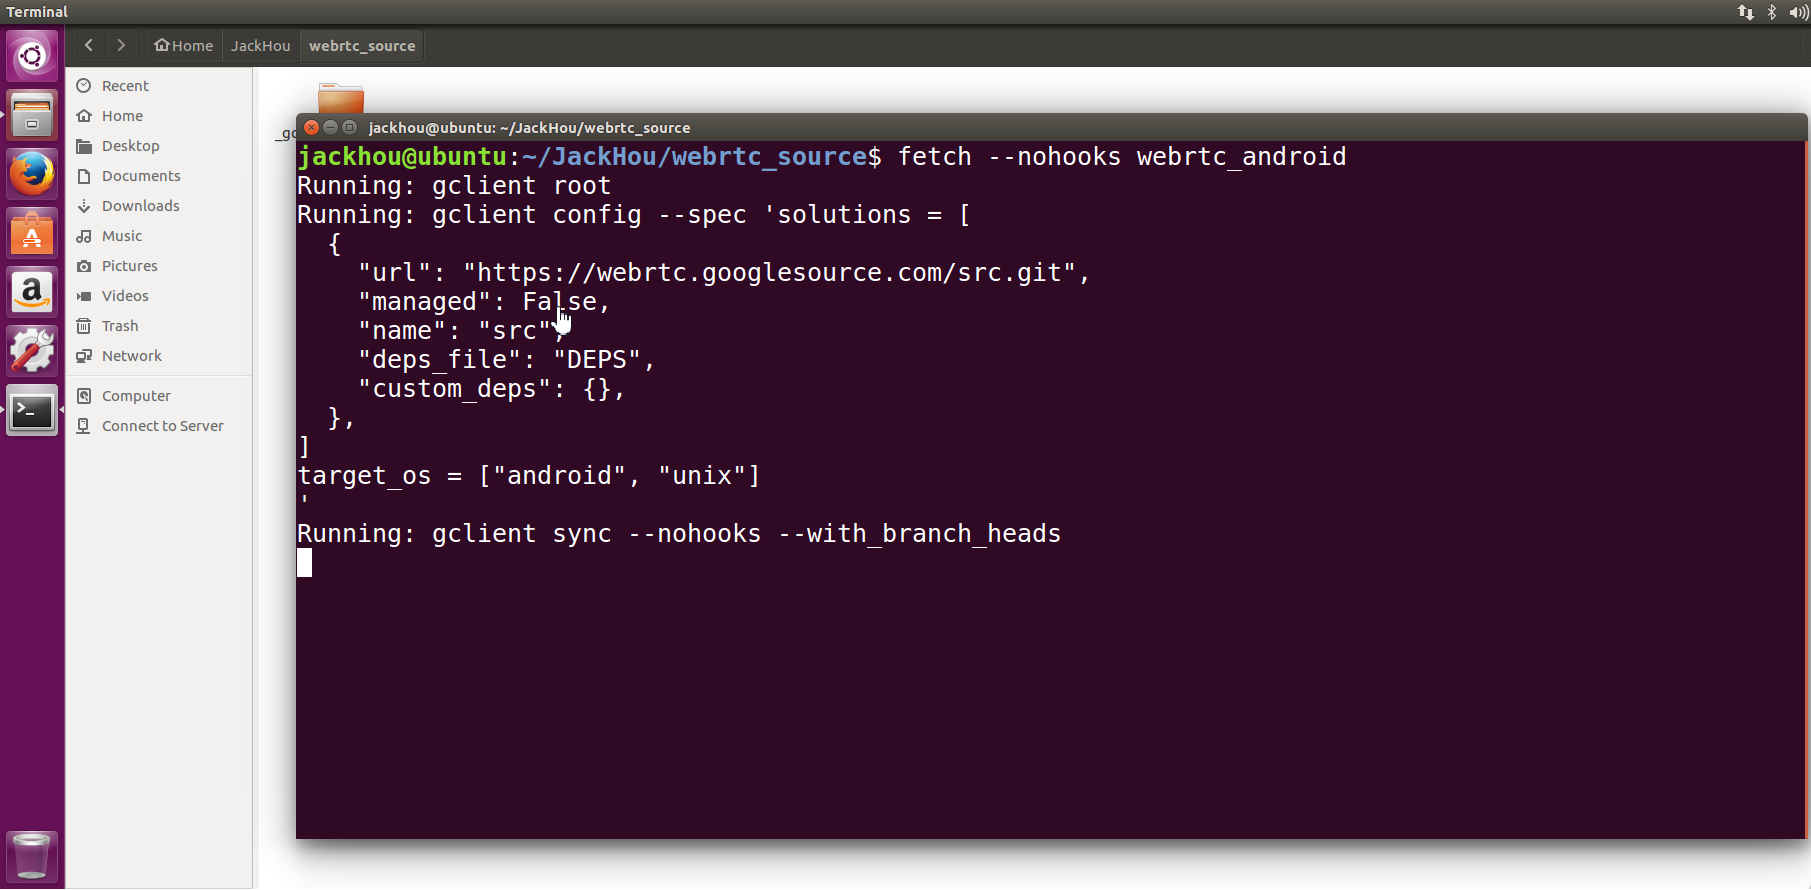 Terminal
Home JackHou webrtc_source
Recent
Home
Desktop
Documents
Downloads
Music
Pictures
Videos
Trash
Network
Computer
Connect to Server
jackhou@ubuntu: ~/JackHou/webrtc_source
jackhou@ubuntu:~/JackHou/webrtc_source$ fetch --nohooks webrtc_android
Running: gclient root
Running: gclient config --spec 'solutions = [
  {
    "url": "https://webrtc.googlesource.com/src.git",
    "managed": False,
    "name": "src",
    "deps_file": "DEPS",
    "custom_deps": {},
  },
]
target_os = ["android", "unix"]
'
Running: gclient sync --nohooks --with_branch_heads